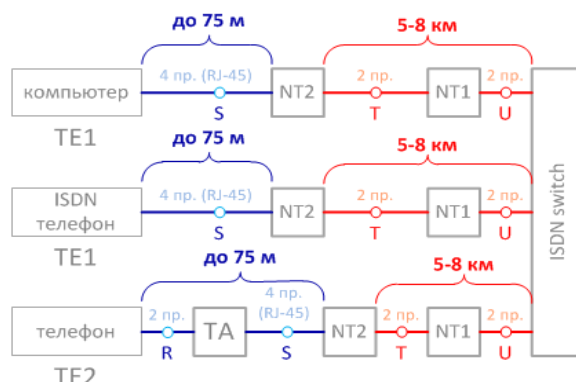 до 75 м
5-8 км
4 пр. (RJ-45)
2 пр.
2 пр.
компьютер
NT2
NT1
S
T
U
TE1
до 75 м
5-8 км
4 пр. (RJ-45)
2 пр.
2 пр.
ISDN
телефон
NT2
NT1
S
T
U
TE1
ISDN switch
до 75 м
5-8 км
2 пр.
4 пр.
(RJ-45)
2 пр.
2 пр.
телефон
TA
NT2
NT1
R
S
T
U
TE2